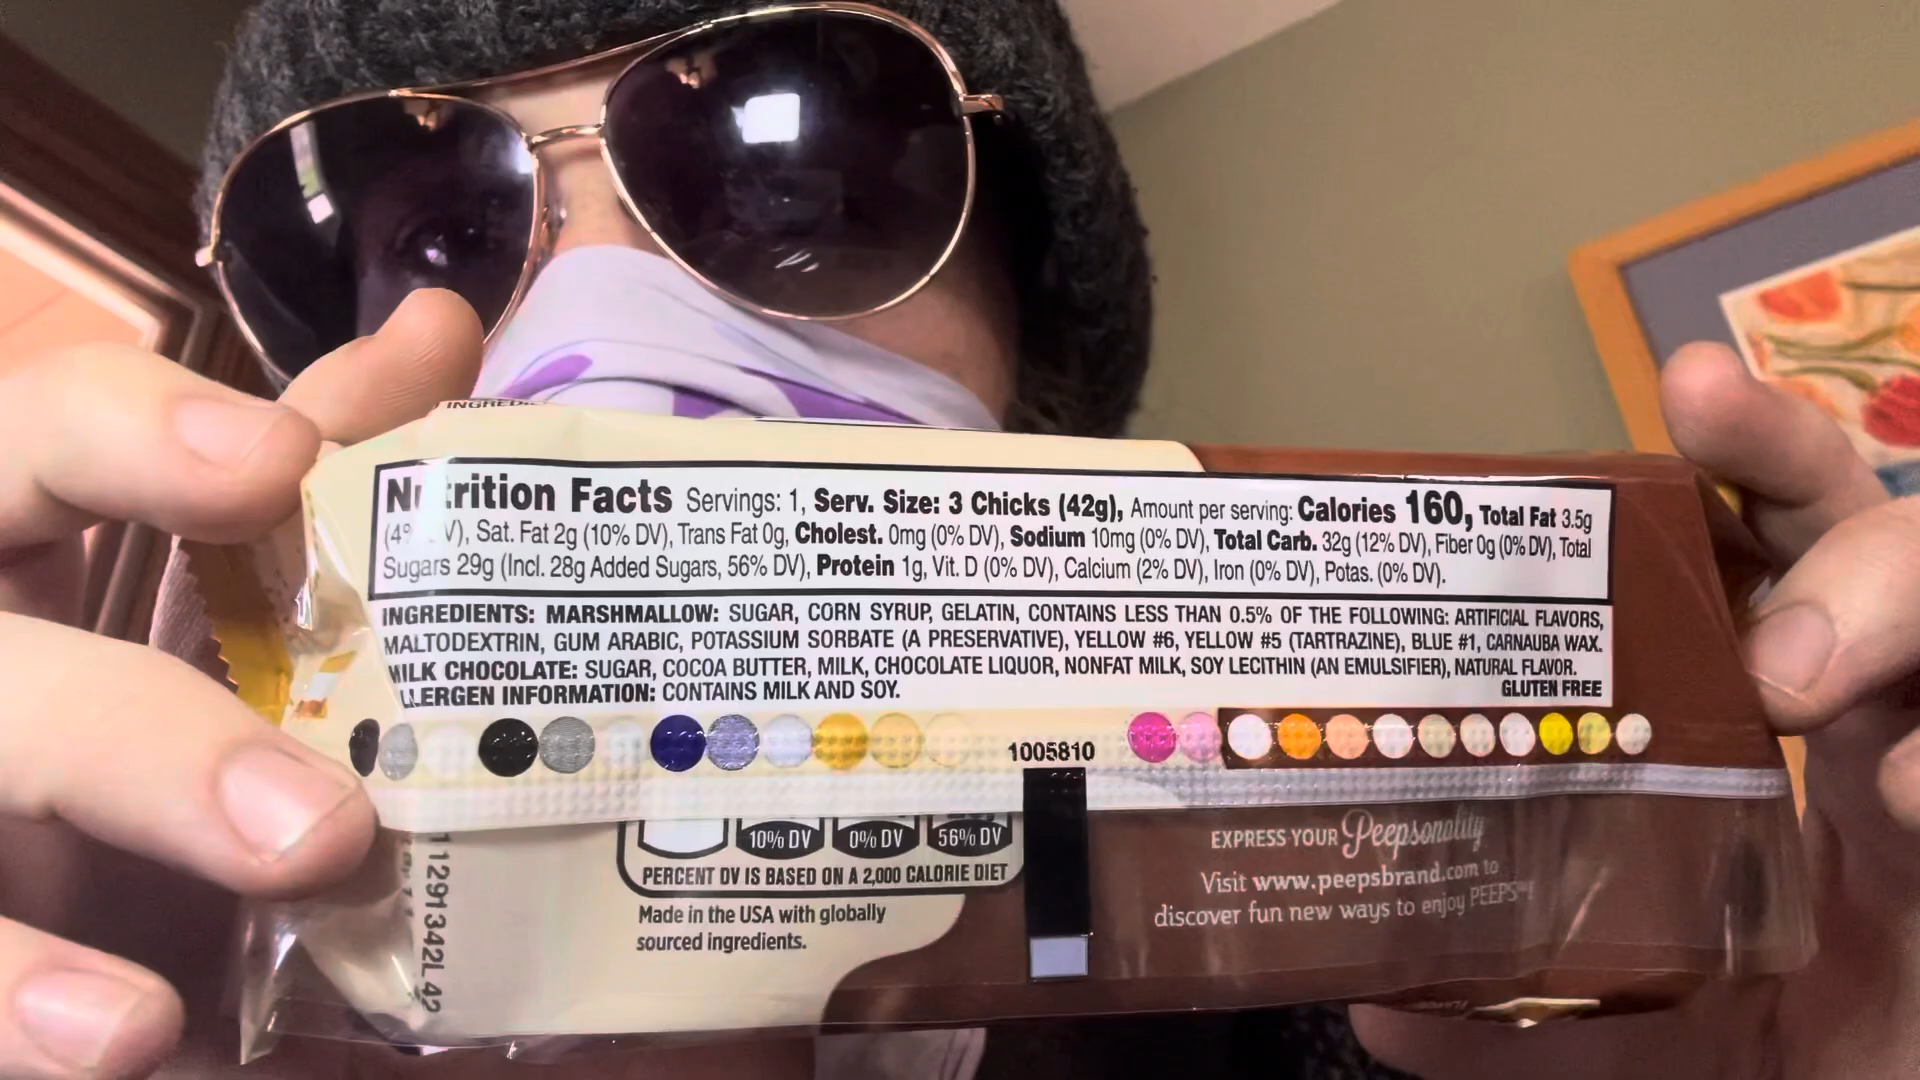 Nutrition Facts Servings: 1, Serv. Size: 3 Chicks (42g), Amount per serving: Calories 160, Total Fat 3.5g
(4% DV), Sat. Fat 2g (10% DV), Trans Fat 0g, Cholest. 0mg (0% DV), Sodium 10mg (0% DV), Total Carb. 32g (12% DV), Fiber 0g (0% DV), Total
Sugars 29g (Incl. 28g Added Sugars, 56% DV), Protein 1g, Vit. D (0% DV), Calcium (2% DV), Iron (0% DV), Potas. (0% DV).
INGREDIENTS: MARSHMALLOW: SUGAR, CORN SYRUP, GELATIN, CONTAINS LESS THAN 0.5% OF THE FOLLOWING: ARTIFICIAL FLAVORS,
MALTODEXTRIN, GUM ARABIC, POTASSIUM SORBATE (A PRESERVATIVE), YELLOW #6, YELLOW #5 (TARTRAZINE), BLUE #1, CARNAUBA WAX.
MILK CHOCOLATE: SUGAR, COCOA BUTTER, MILK, CHOCOLATE LIQUOR, NONFAT MILK, SOY LECITHIN (AN EMULSIFIER), NATURAL FLAVOR.
ALLERGEN INFORMATION: CONTAINS MILK AND SOY.
GLUTEN FREE
1005810
10% DV
0% DV
56% DV
PERCENT DV IS BASED ON A 2,000 CALORIE DIET
Made in the USA with globally
sourced ingredients.
EXPRESS YOUR Peepsonality
Visit www.peepsbrand.com to
discover fun new ways to enjoy PEEPS®!
11291342L42